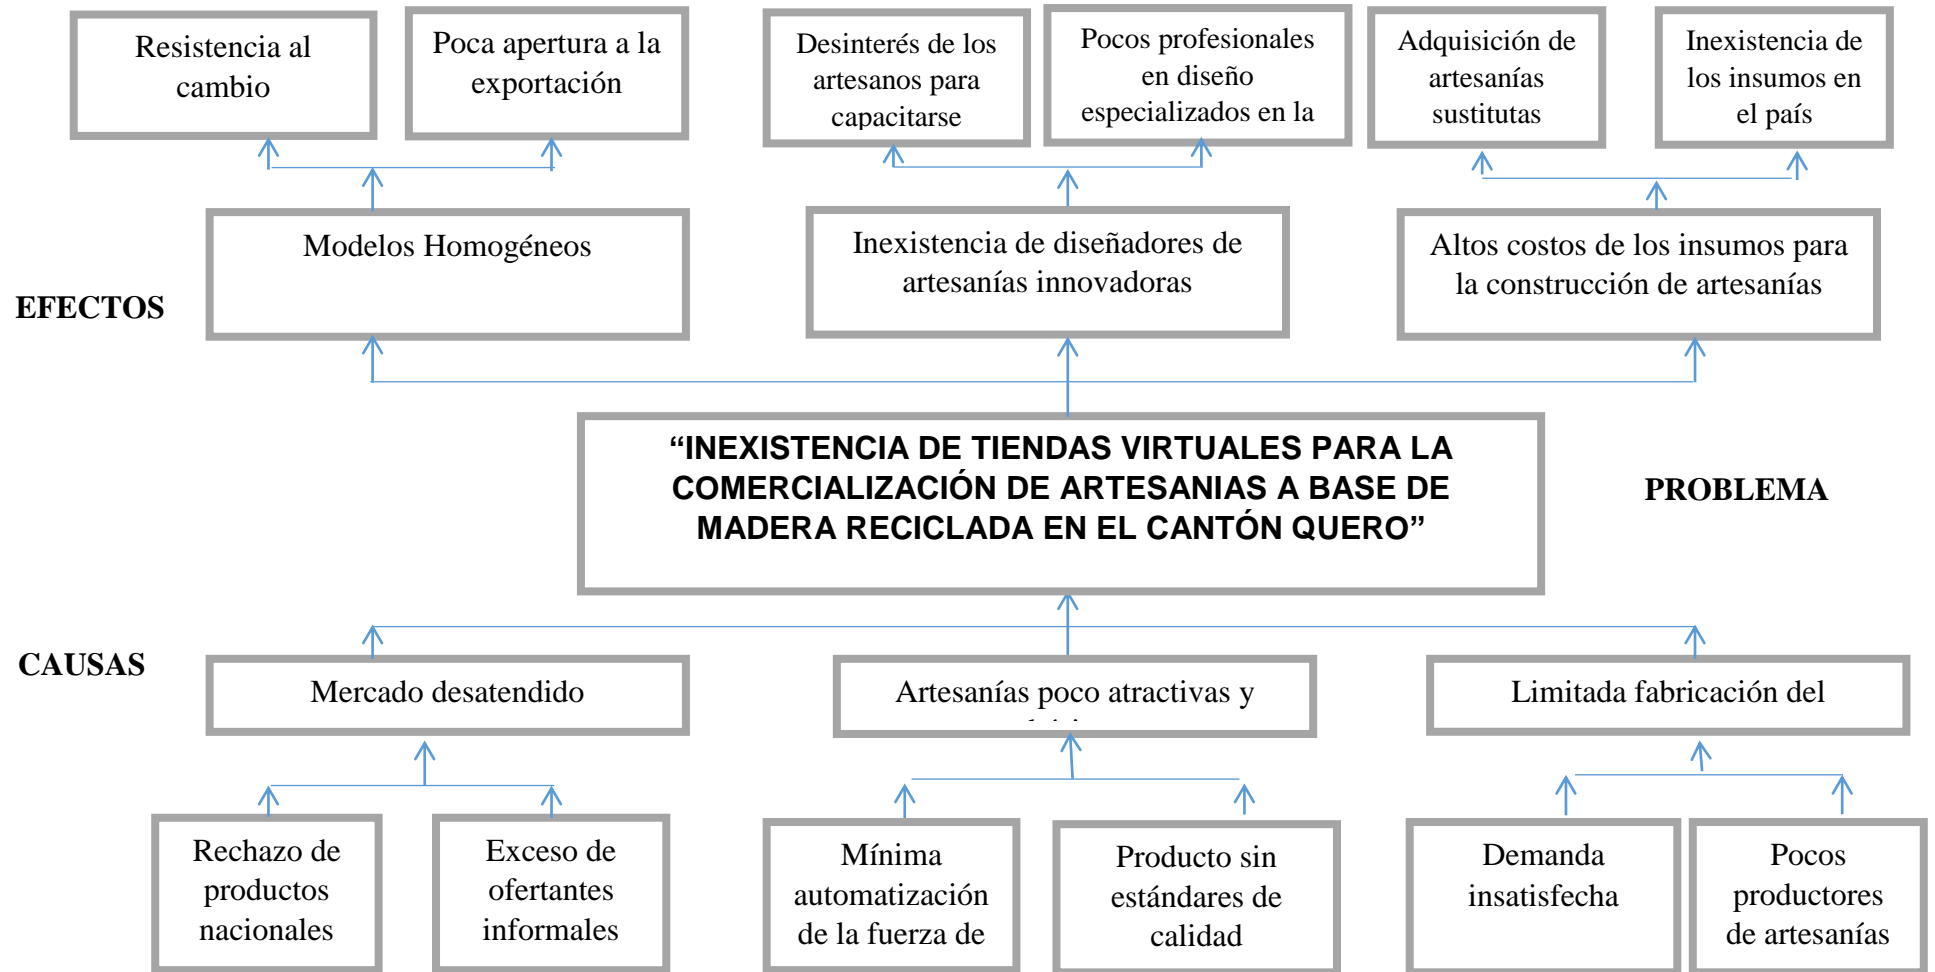 Resistencia al
cambio
Poca apertura a la
exportación
Desinterés de los
artesanos para
capacitarse
Pocos profesionales
en diseño
especializados en la
Adquisición de
artesanías
sustitutas
Inexistencia de
los insumos en
el país
Modelos Homogéneos
Inexistencia de diseñadores de
artesanías innovadoras
Altos costos de los insumos para
la construcción de artesanías
EFECTOS
“INEXISTENCIA DE TIENDAS VIRTUALES PARA LA
COMERCIALIZACIÓN DE ARTESANIAS A BASE DE
MADERA RECICLADA EN EL CANTÓN QUERO”
PROBLEMA
CAUSAS
Mercado desatendido
Artesanías poco atractivas y
Limitada fabricación del
Rechazo de
productos
nacionales
Exceso de
ofertantes
informales
Mínima
automatización
de la fuerza de
Producto sin
estándares de
calidad
Demanda
insatisfecha
Pocos
productores
de artesanías